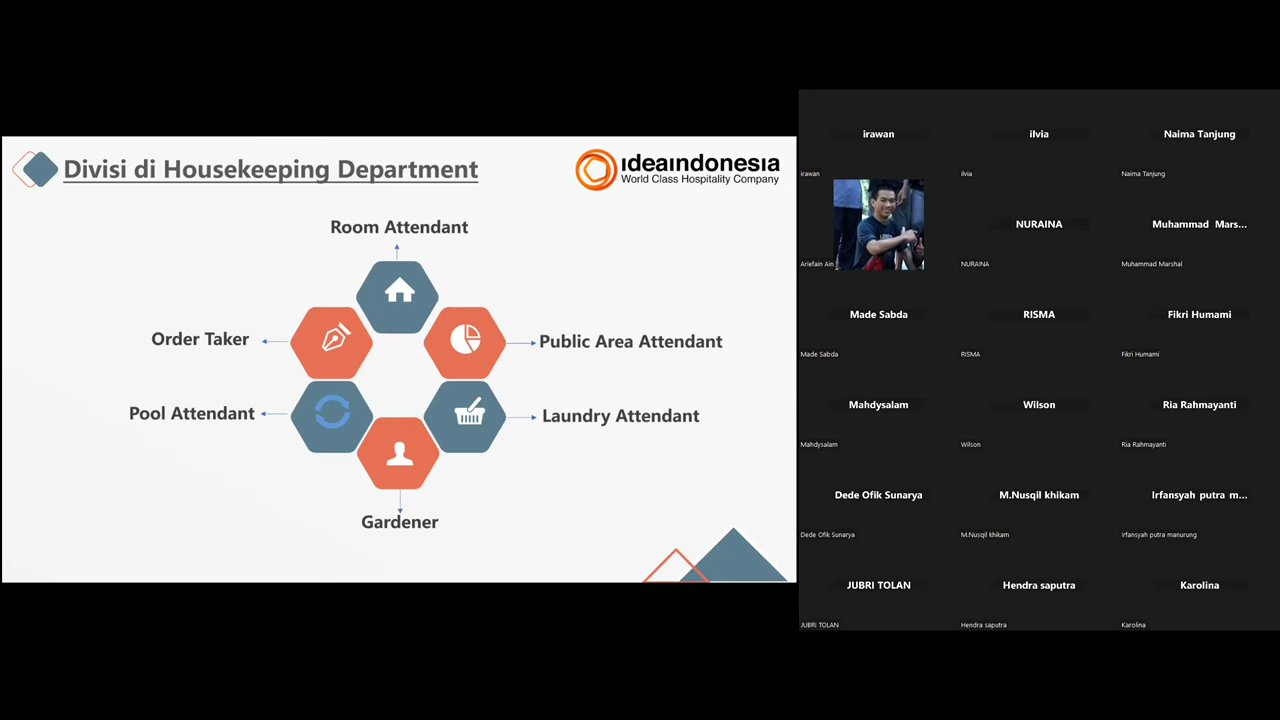 Divisi di Housekeeping Department
ıdeaındonesıa
World Class Hospitality Company
Room Attendant
Order Taker
Public Area Attendant
Pool Attendant
Laundry Attendant
Gardener
irawan
ilvia
Naima Tanjung
irawan
ilvia
Naima Tanjung
NURAINA
Muhammad Mars...
Ariefain Ain
NURAINA
Muhammad Marshal
Made Sabda
RISMA
Fikri Humami
Made Sabda
RISMA
Fikri Humami
Mahdysalam
Wilson
Ria Rahmayanti
Mahdysalam
Wilson
Ria Rahmayanti
Dede Ofik Sunarya
M.Nusqil khikam
Irfansyah putra m...
Dede Ofik Sunarya
M.Nusqil khikam
Irfansyah putra manurung
JUBRI TOLAN
Hendra saputra
Karolina
JUBRI TOLAN
Hendra saputra
Karolina